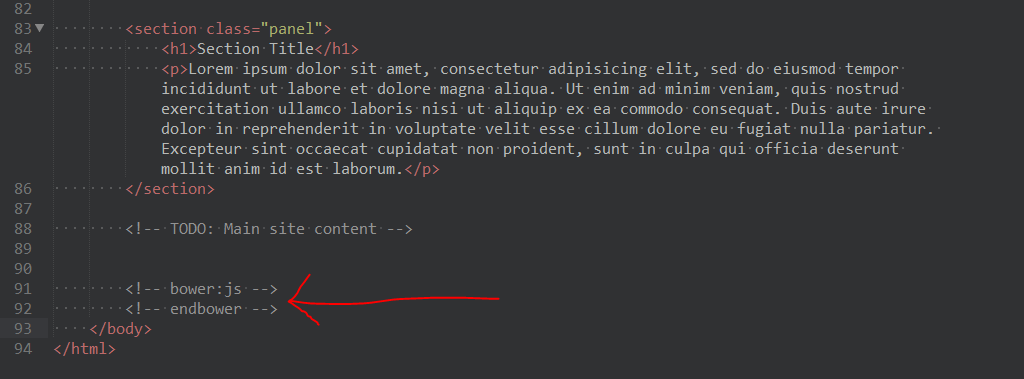 82
83 <section class="panel">
84 <h1>Section Title</h1>
85 <p>Lorem ipsum dolor sit amet, consectetur adipisicing elit, sed do eiusmod tempor
incididunt ut labore et dolore magna aliqua. Ut enim ad minim veniam, quis nostrud
exercitation ullamco laboris nisi ut aliquip ex ea commodo consequat. Duis aute irure
dolor in reprehenderit in voluptate velit esse cillum dolore eu fugiat nulla pariatur.
Excepteur sint occaecat cupidatat non proident, sunt in culpa qui officia deserunt
mollit anim id est laborum.</p>
86 </section>
87
88 <!-- TODO: Main site content -->
89
90
91 <!-- bower:js -->
92 <!-- endbower -->
93 </body>
94 </html>